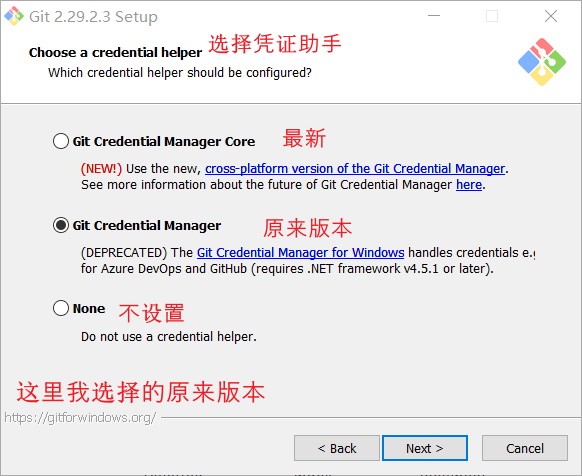 Git 2.29.2.3 Setup
Choose a credential helper 选择凭证助手
Which credential helper should be configured?
Git Credential Manager Core 最新
(NEW!) Use the new, cross-platform version of the Git Credential Manager.
See more information about the future of Git Credential Manager here.
Git Credential Manager 原来版本
(DEPRECATED) The Git Credential Manager for Windows handles credentials e.g
for Azure DevOps and GitHub (requires .NET framework v4.5.1 or later).
None 不设置
Do not use a credential helper.
这里我选择的原来版本
https://gitforwindows.org/
< Back Next > Cancel